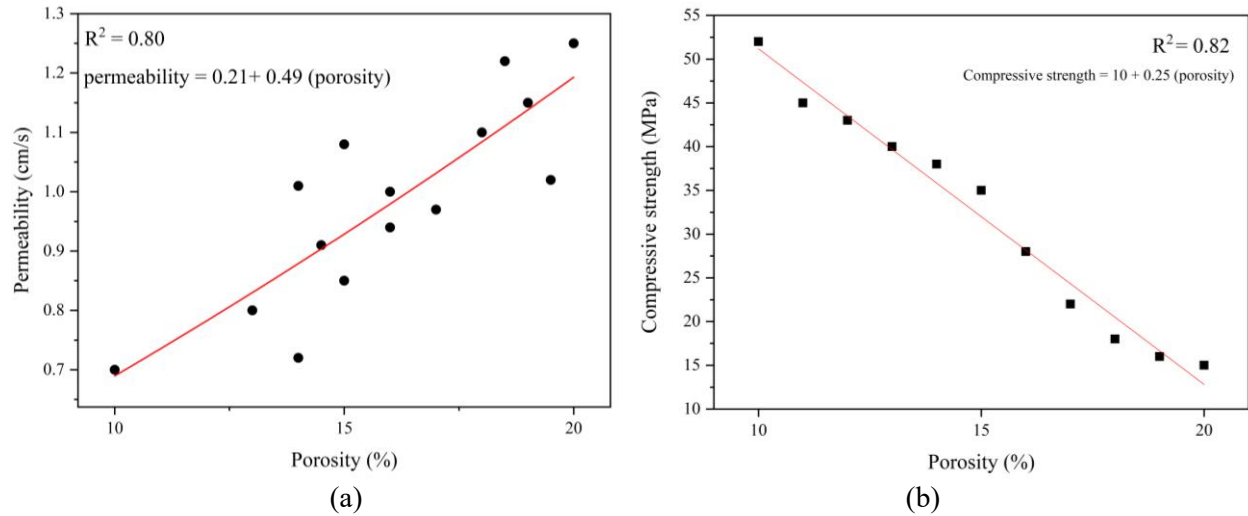 1.3
1.2
1.1
1.0
0.9
0.8
0.7
R² = 0.80
permeability = 0.21+ 0.49 (porosity)
Permeability (cm/s)
10
15
20
Porosity (%)
(a)
55
50
45
40
35
30
25
20
15
10
R² = 0.82
Compressive strength = 10 + 0.25 (porosity)
Compressive strength (MPa)
10
15
20
Porosity (%)
(b)